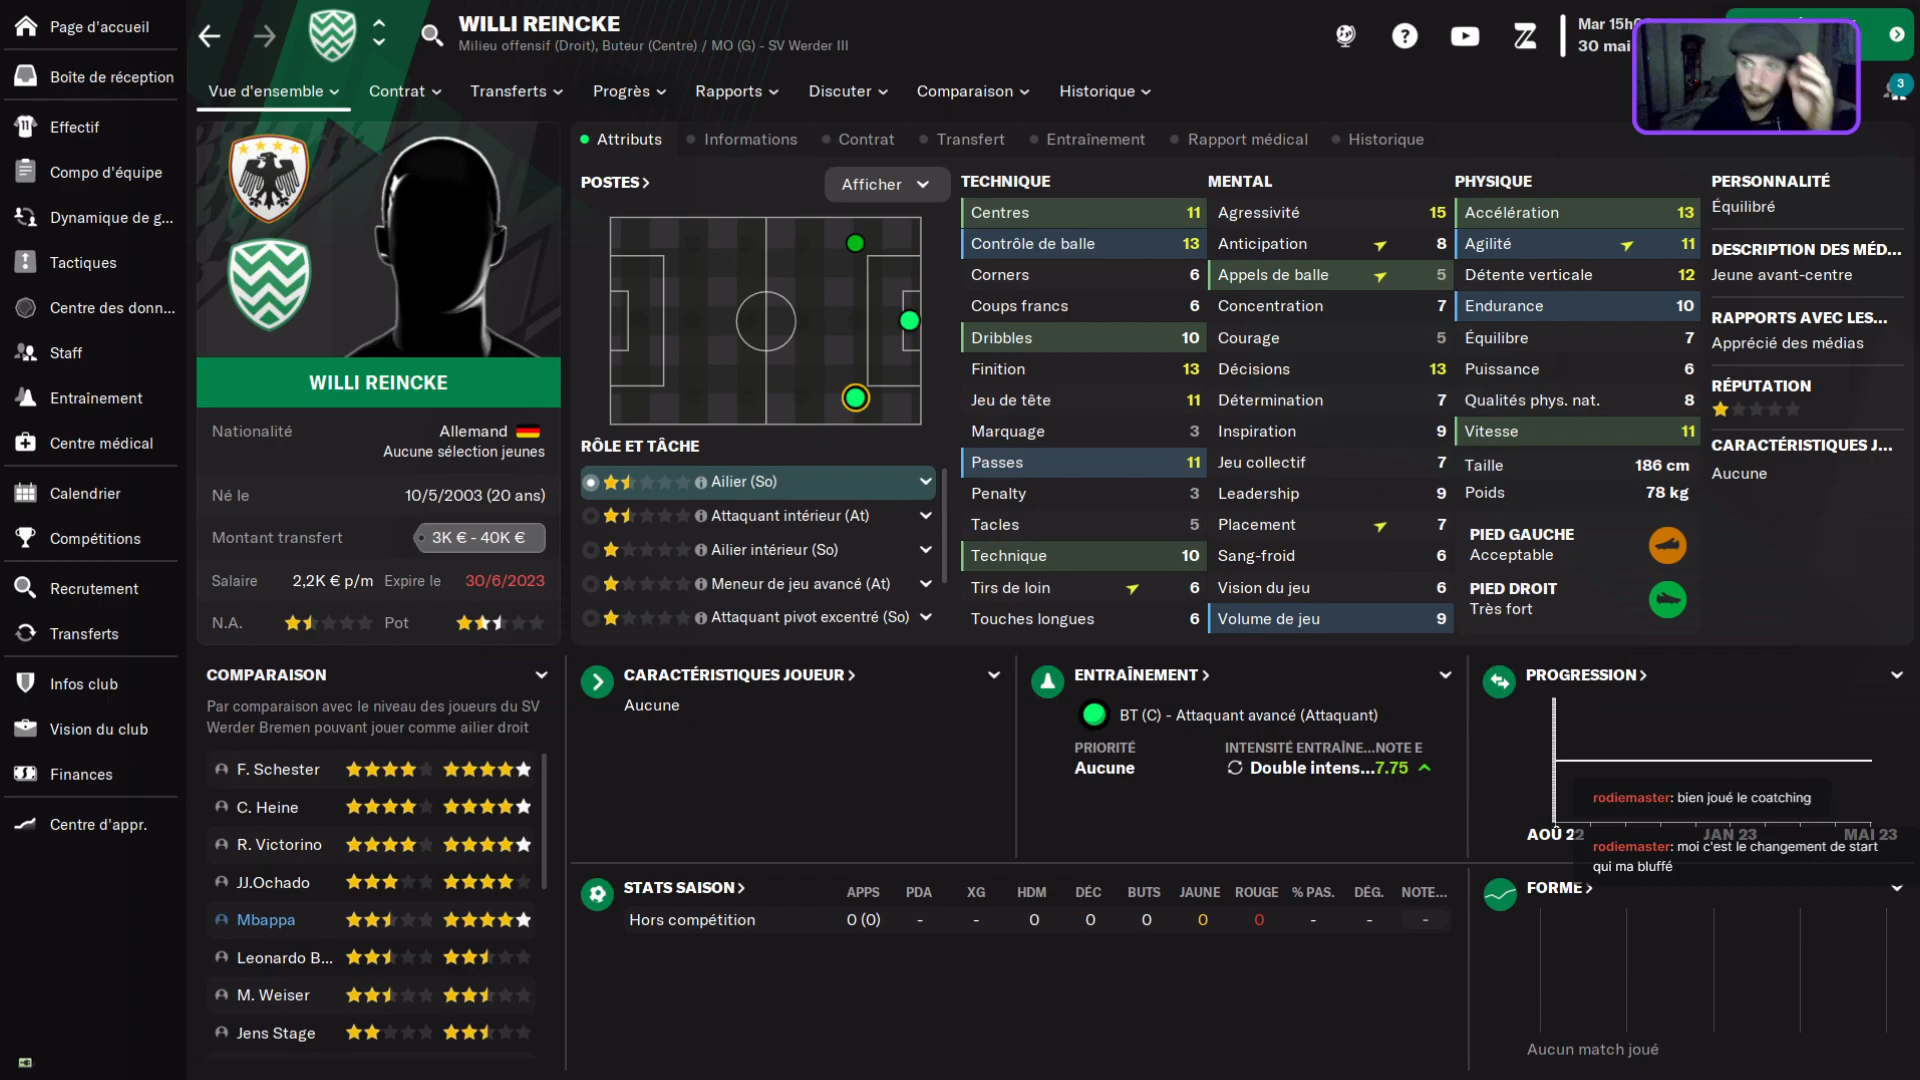 Page d'accueil
Boîte de réception
Effectif
Compo d'équipe
Dynamique de g...
Tactiques
Centre des donn...
Staff
Entraînement
Centre médical
Calendrier
Compétitions
Recrutement
Transferts
Infos club
Vision du club
Finances
Centre d'appr.
WILLI REINCKE
Milieu offensif (Droit), Buteur (Centre) / MO (G) - SV Werder III
Mar 15h
30 mai
3
Vue d'ensemble
Contrat
Transferts
Progrès
Rapports
Discuter
Comparaison
Historique
Attributs
Informations
Contrat
Transfert
Entraînement
Rapport médical
Historique
WILLI REINCKE
Nationalité Allemand
Aucune sélection jeunes
Né le 10/5/2003 (20 ans)
Montant transfert 3K € - 40K €
Salaire 2,2K € p/m Expire le 30/6/2023
N.A. Pot
POSTES
Afficher
RÔLE ET TÂCHE
Ailier (So)
Attaquant intérieur (At)
Ailier intérieur (So)
Meneur de jeu avancé (At)
Attaquant pivot excentré (So)
TECHNIQUE
Centres 11
Contrôle de balle 13
Corners 6
Coups francs 6
Dribbles 10
Finition 13
Jeu de tête 11
Marquage 3
Passes 11
Penalty 3
Tacles 5
Technique 10
Tirs de loin 6
Touches longues 6
MENTAL
Agressivité 15
Anticipation 8
Appels de balle 5
Concentration 7
Courage 5
Décisions 13
Détermination 7
Inspiration 9
Jeu collectif 7
Leadership 9
Placement 7
Sang-froid 6
Vision du jeu 6
Volume de jeu 9
PHYSIQUE
Accélération 13
Agilité 11
Détente verticale 12
Endurance 10
Équilibre 7
Puissance 6
Qualités phys. nat. 8
Vitesse 11
Taille 186 cm
Poids 78 kg
PIED GAUCHE
Acceptable
PIED DROIT
Très fort
PERSONNALITÉ
Équilibré
DESCRIPTION DES MÉD...
Jeune avant-centre
RAPPORTS AVEC LES...
Apprécié des médias
RÉPUTATION
CARACTÉRISTIQUES J...
Aucune
COMPARAISON
Par comparaison avec le niveau des joueurs du SV
Werder Bremen pouvant jouer comme ailier droit
F. Schester
C. Heine
R. Victorino
JJ.Ochado
Mbappa
Leonardo B...
M. Weiser
Jens Stage
CARACTÉRISTIQUES JOUEUR
Aucune
ENTRAÎNEMENT
BT (C) - Attaquant avancé (Attaquant)
PRIORITÉ INTENSITÉ ENTRAÎNE... NOTE E
Aucune Double intens... 7.75
PROGRESSION
AOÛ 22 JAN 23 MAI 23
rodiemaster: bien joué le coatching
rodiemaster: moi c'est le changement de start
qui ma bluffé
STATS SAISON APPS PDA XG HDM DÉC BUTS JAUNE ROUGE % PAS. DÉG. NOTE...
Hors compétition 0 (0) - - 0 0 0 0 0 - - -
FORME
Aucun match joué